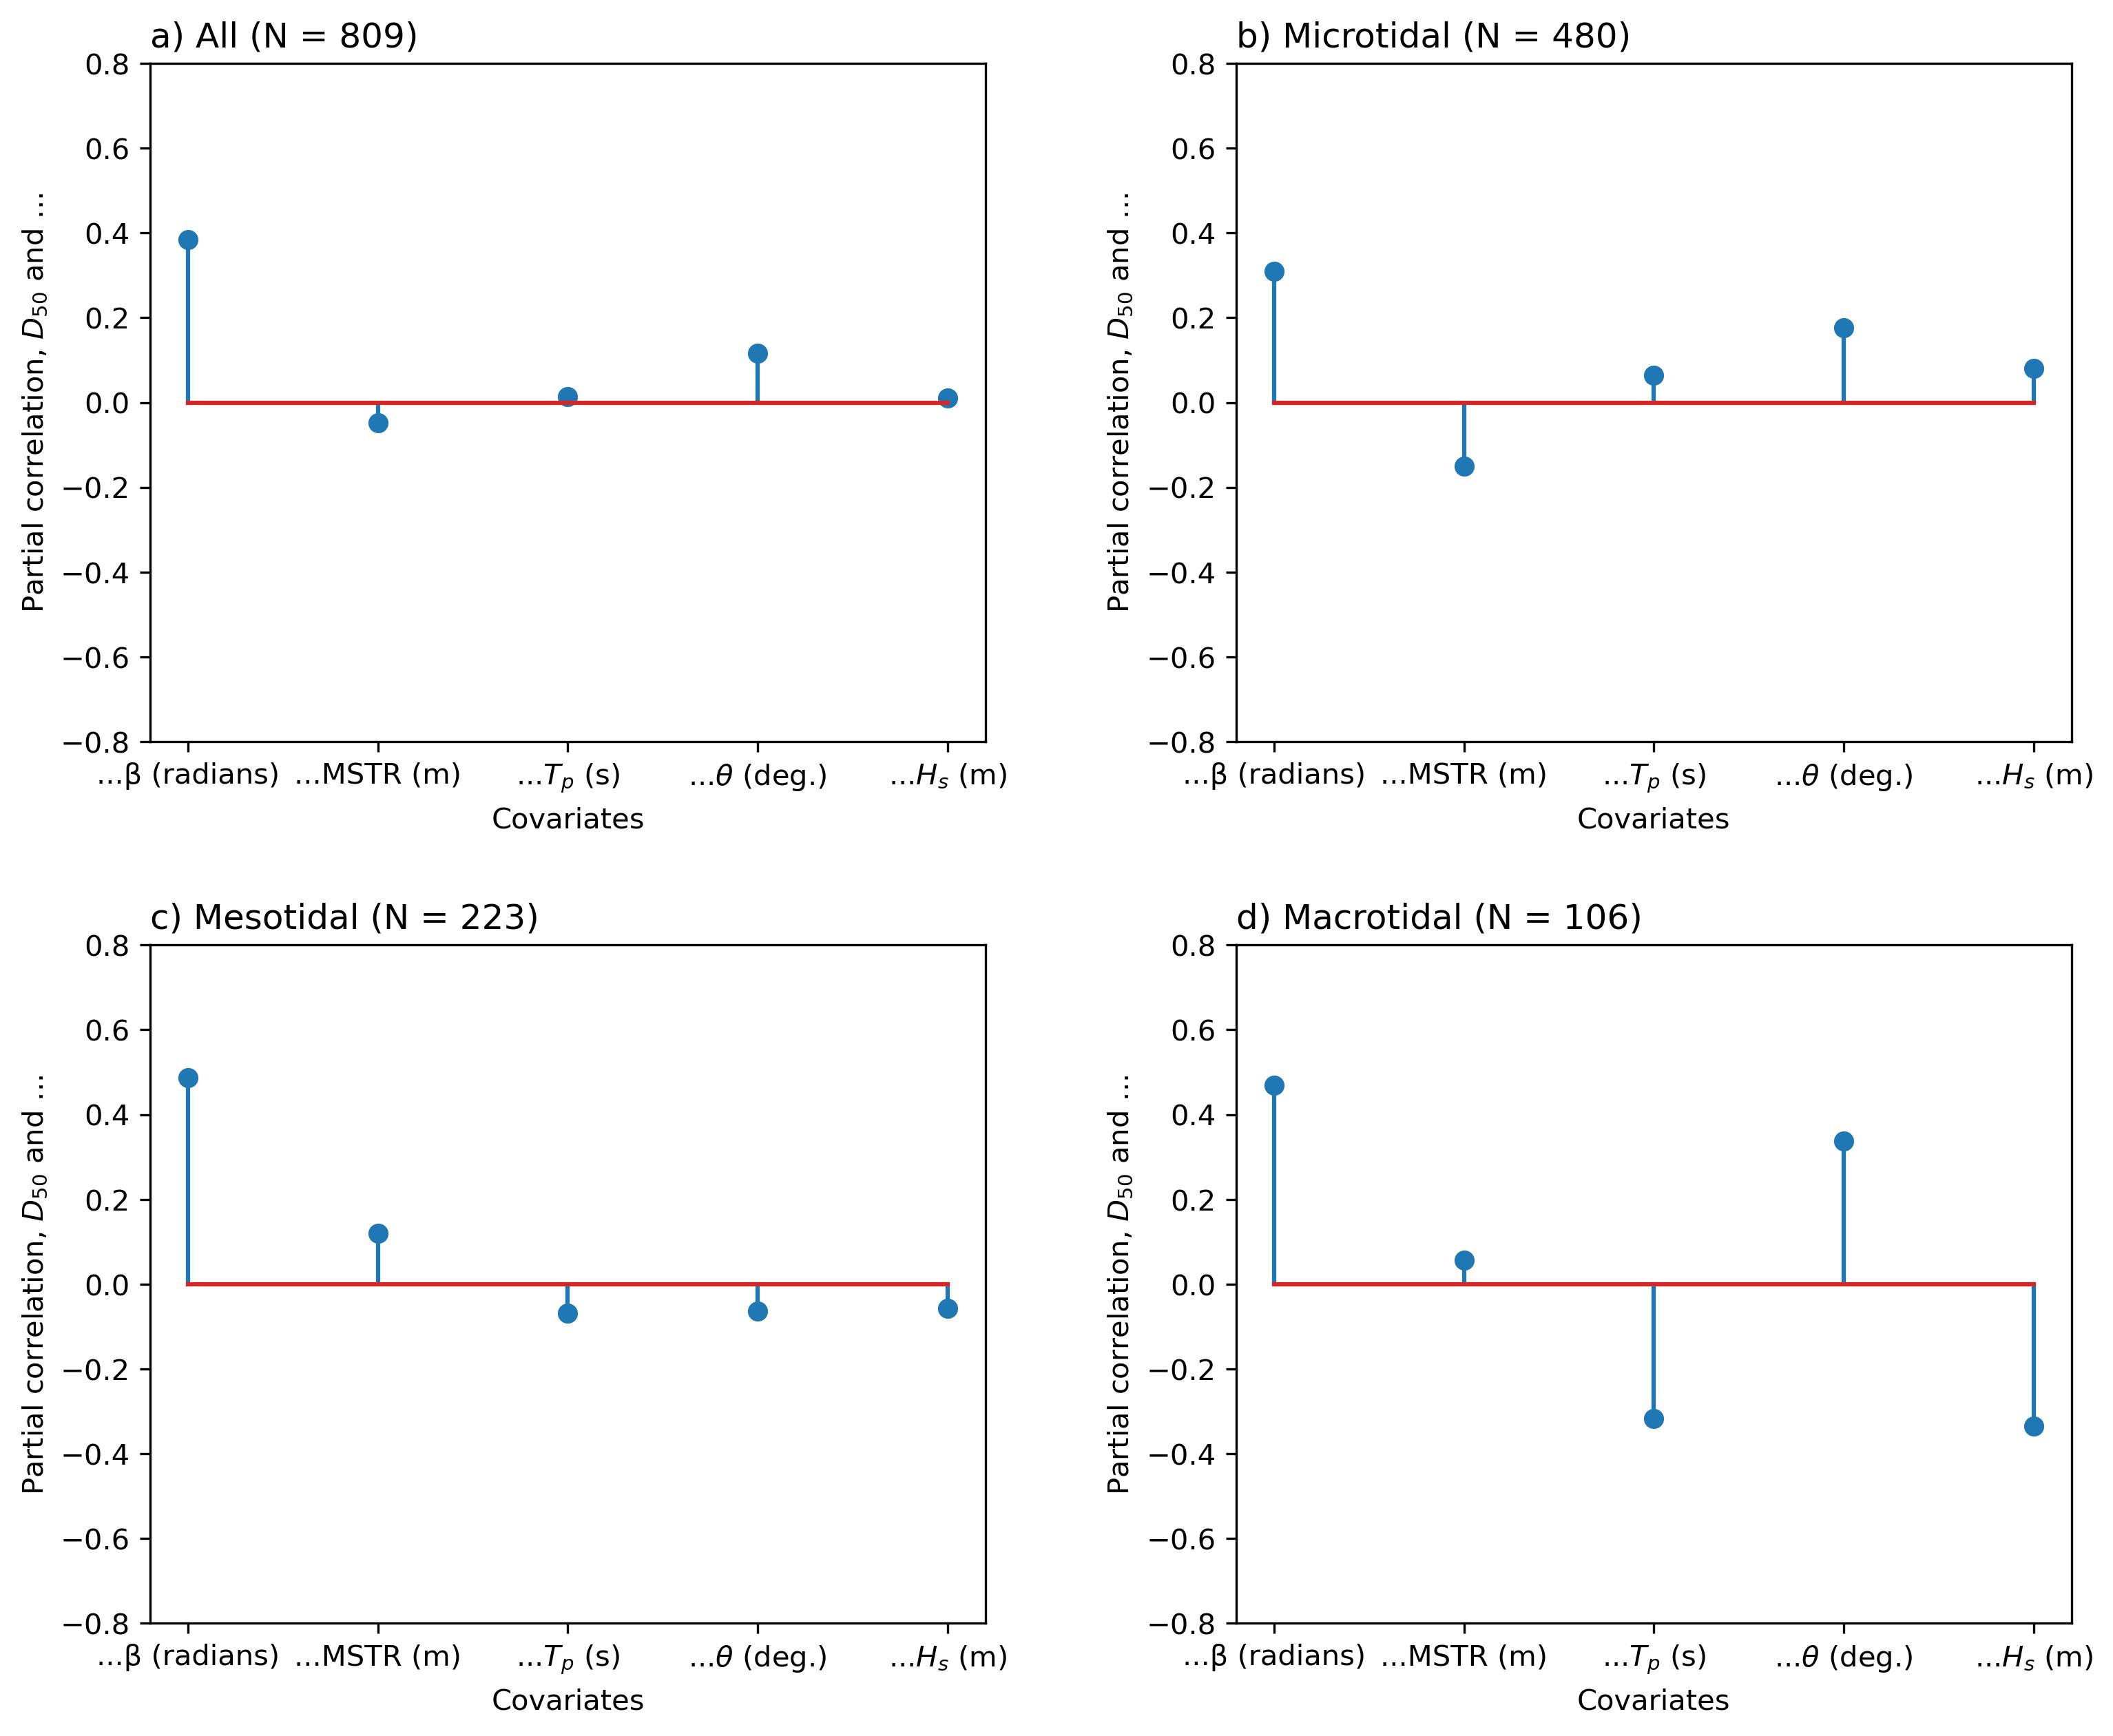 a) All (N = 809)
0.8
0.6
0.4
0.2
0.0
−0.2
−0.4
−0.6
−0.8
Partial correlation, D50 and ...
...β (radians) ...MSTR (m) ...Tp (s) ...θ (deg.) ...Hs (m)
Covariates
b) Microtidal (N = 480)
0.8
0.6
0.4
0.2
0.0
−0.2
−0.4
−0.6
−0.8
Partial correlation, D50 and ...
...β (radians) ...MSTR (m) ...Tp (s) ...θ (deg.) ...Hs (m)
Covariates
c) Mesotidal (N = 223)
0.8
0.6
0.4
0.2
0.0
−0.2
−0.4
−0.6
−0.8
Partial correlation, D50 and ...
...β (radians) ...MSTR (m) ...Tp (s) ...θ (deg.) ...Hs (m)
Covariates
d) Macrotidal (N = 106)
0.8
0.6
0.4
0.2
0.0
−0.2
−0.4
−0.6
−0.8
Partial correlation, D50 and ...
...β (radians) ...MSTR (m) ...Tp (s) ...θ (deg.) ...Hs (m)
Covariates